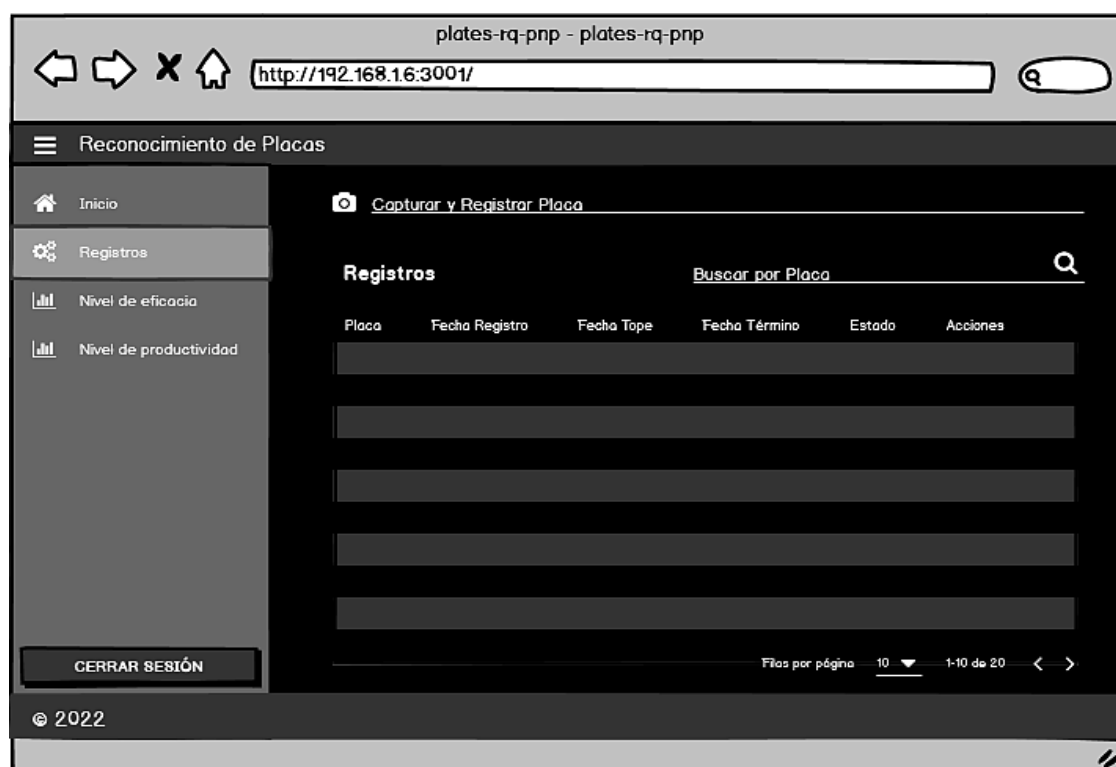 plates-rq-pnp - plates-rq-pnp
http://192.168.1.6:3001/
Reconocimiento de Placas
Inicio
Registros
Nivel de eficacia
Nivel de productividad
CERRAR SESIÓN
Capturar y Registrar Placa
Registros
Buscar por Placa
Placa Fecha Registro Fecha Tope Fecha Término Estado Acciones
Filas por página 10 1-10 de 20
© 2022